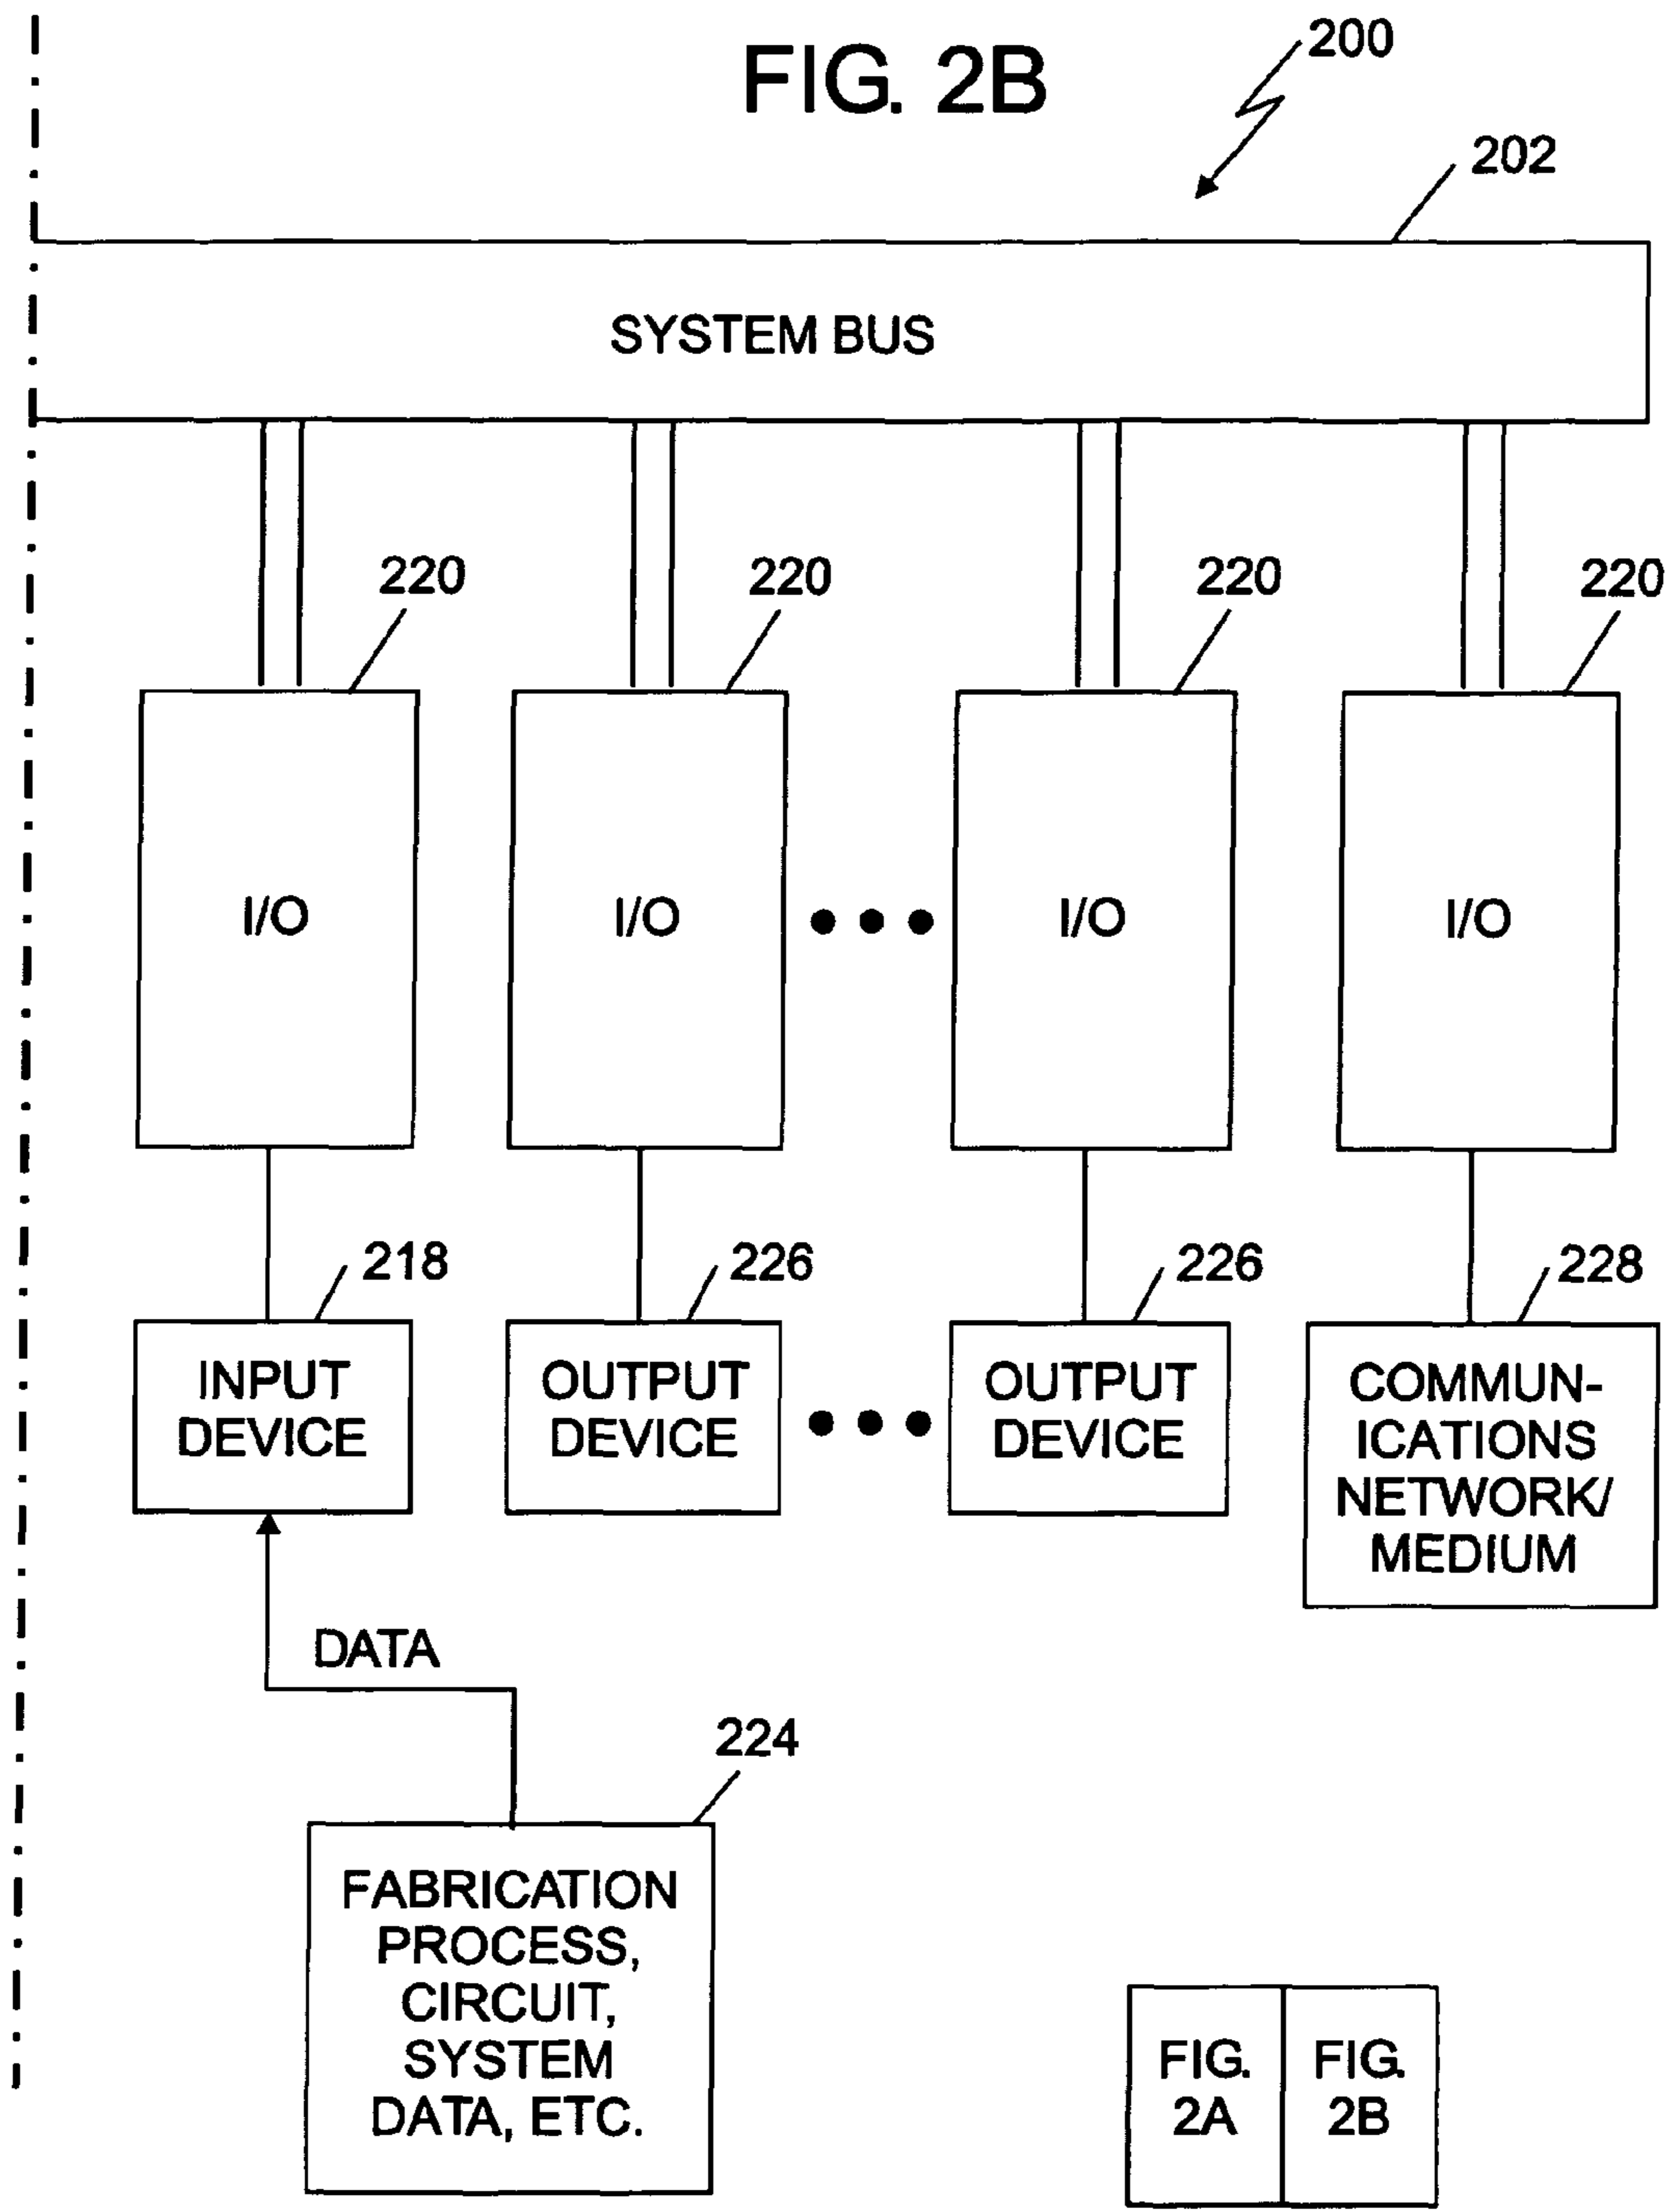 FIG. 2B
200
202
SYSTEM BUS
220
220
220
220
I/O
I/O
I/O
I/O
218
226
226
228
INPUT
DEVICE
OUTPUT
DEVICE
OUTPUT
DEVICE
COMMUN-
ICATIONS
NETWORK/
MEDIUM
DATA
224
FABRICATION
PROCESS,
CIRCUIT,
SYSTEM
DATA, ETC.
FIG.
2A
FIG.
2B